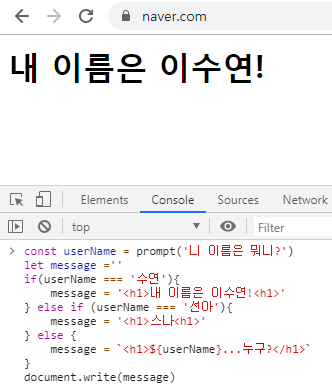 naver.com
내 이름은 이수연!
Elements Console Sources Network
top Filter
> const userName = prompt('니 이름은 뭐니?')
let message =''
if(userName === '수연'){
message = '<h1>내 이름은 이수연!<h1>'
} else if (userName === '선아'){
message = '<h1>스나<h1>'
} else {
message = `<h1>${userName}...누구?</h1>`
}
document.write(message)